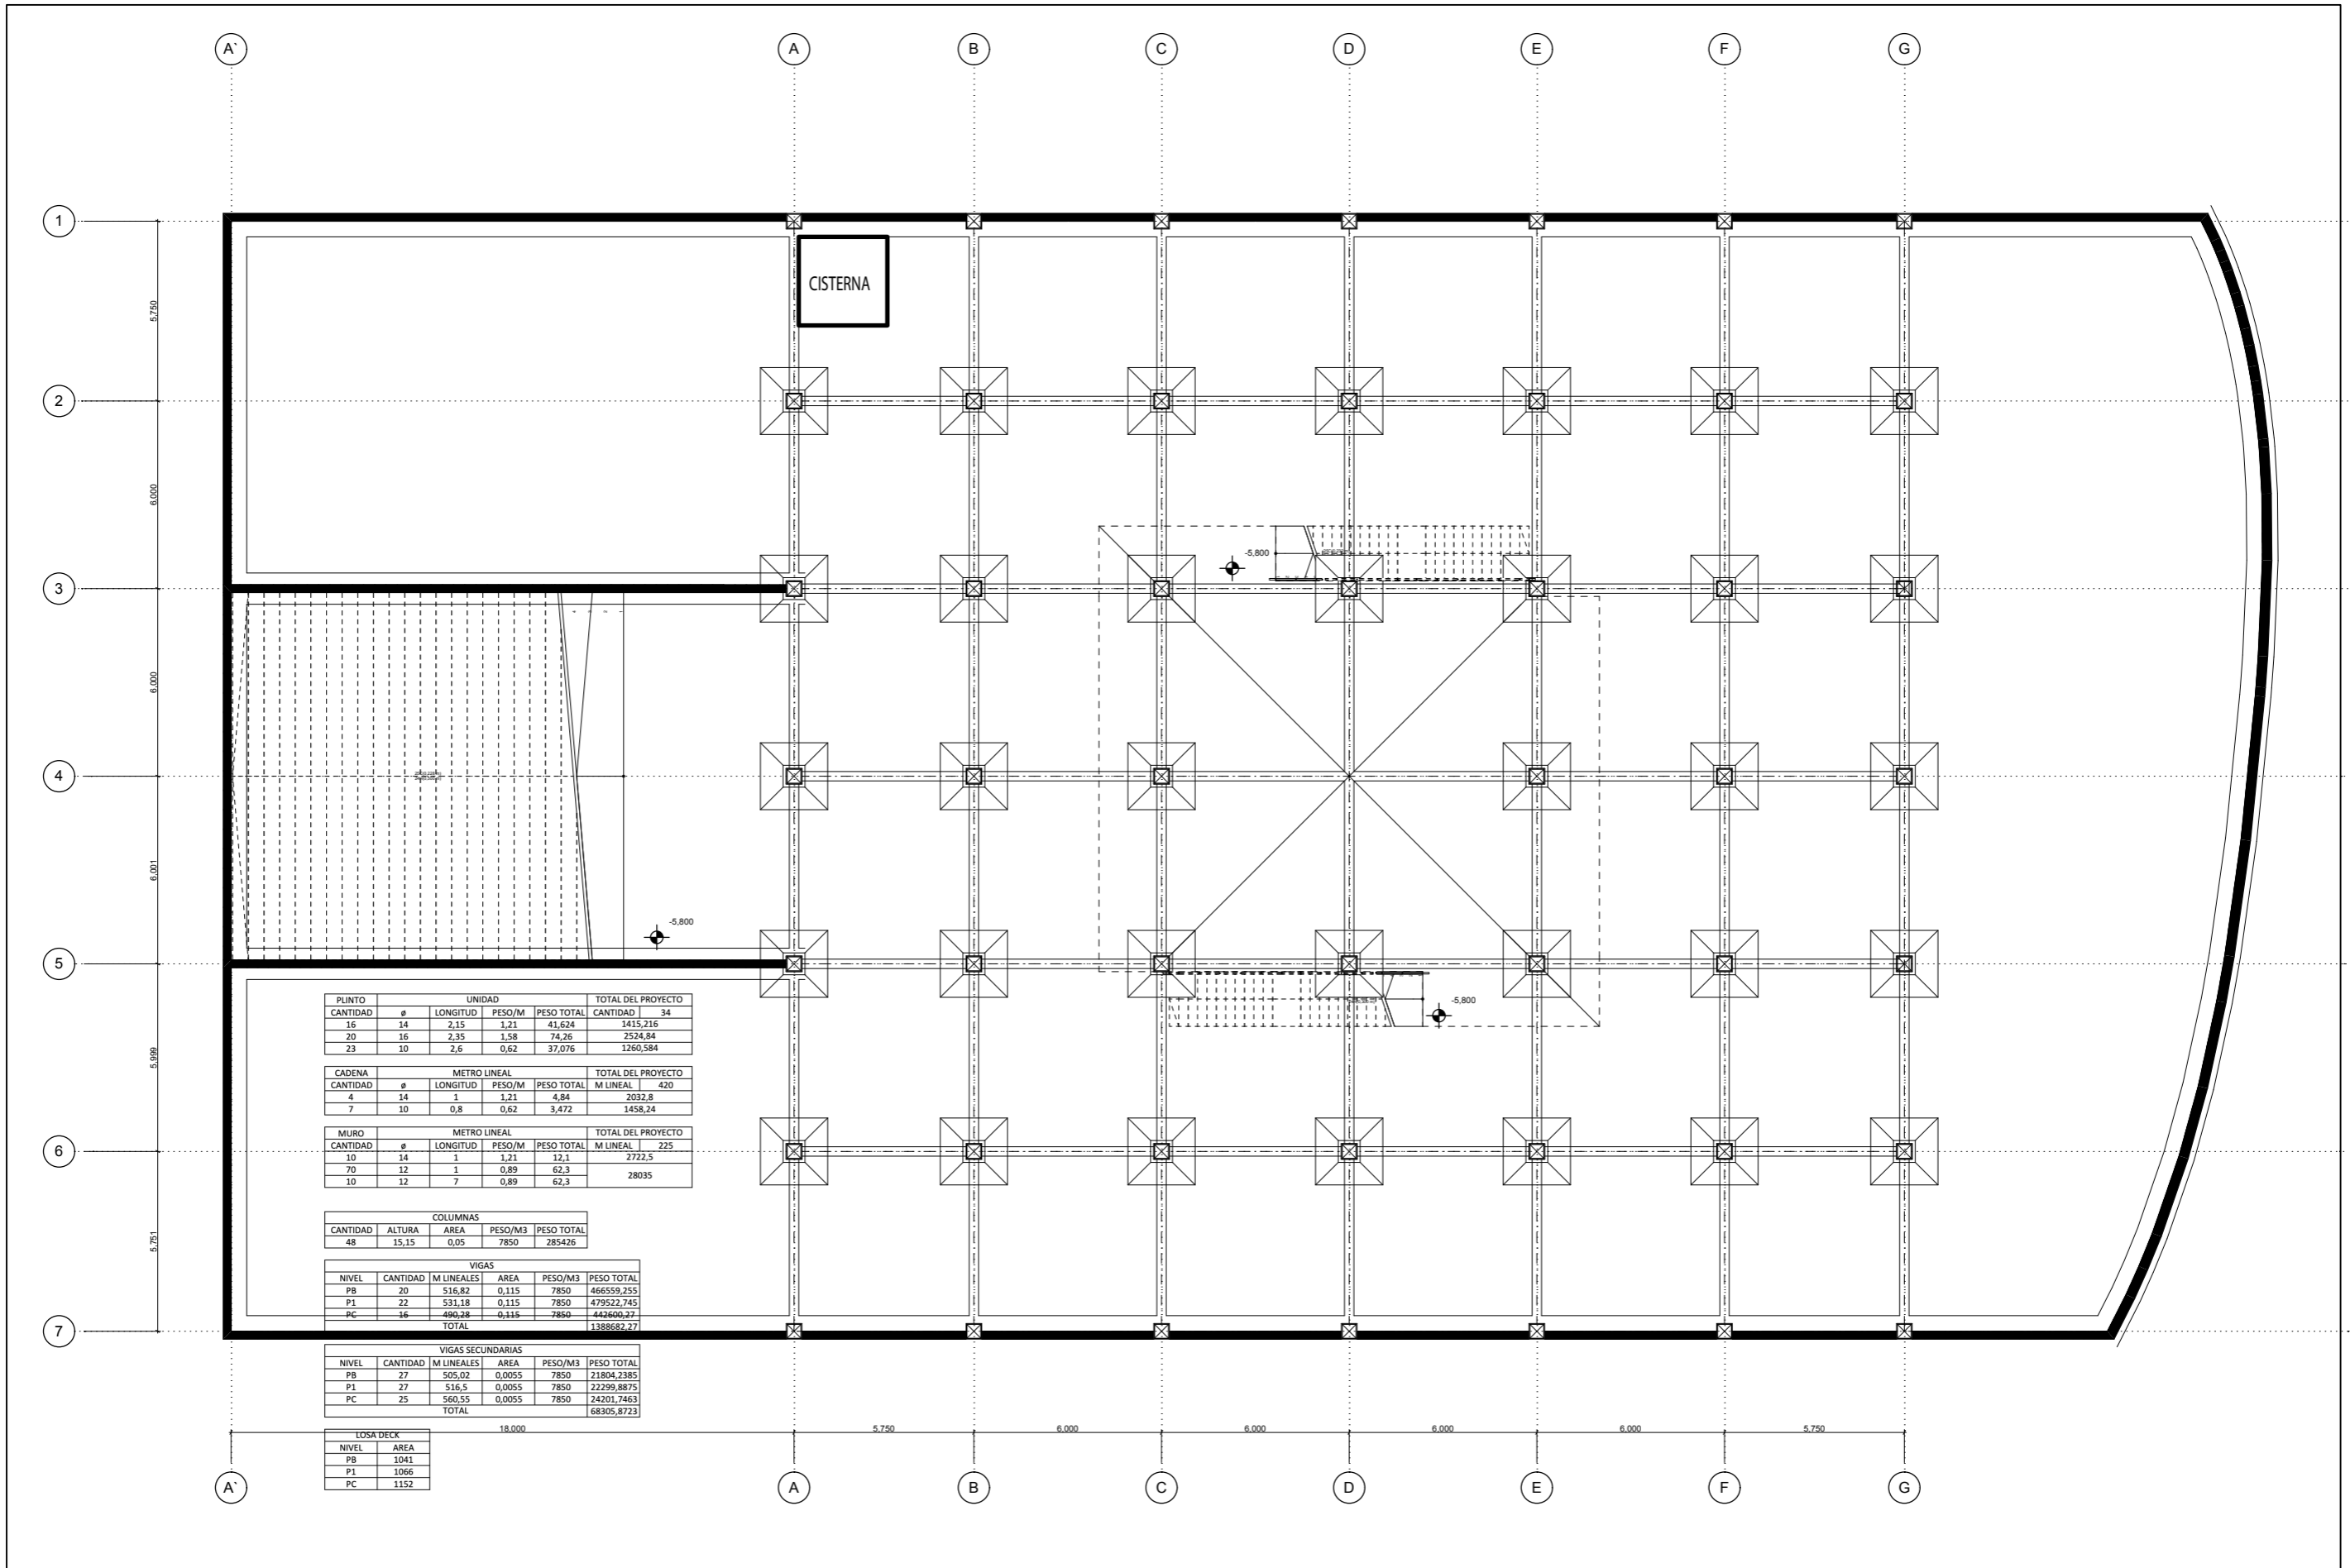 A` A B C D E F G
1
CISTERNA
5,750
2
6,000
-5,800
3
6,000
4
6,001
-5,800
5
-5,800
PLINTO UNIDAD TOTAL DEL PROYECTO
CANTIDAD ø LONGITUD PESO/M PESO TOTAL CANTIDAD 34
16 14 2,15 1,21 41,624 1415,216
20 16 2,35 1,58 74,26 2524,84
23 10 2,6 0,62 37,076 1260,584
5,999
CADENA METRO LINEAL TOTAL DEL PROYECTO
CANTIDAD ø LONGITUD PESO/M PESO TOTAL M LINEAL 420
4 14 1 1,21 4,84 2032,8
7 10 0,8 0,62 3,472 1458,24
MURO METRO LINEAL TOTAL DEL PROYECTO
CANTIDAD ø LONGITUD PESO/M PESO TOTAL M LINEAL 225
6
10 14 1 1,21 12,1 2722,5
70 12 1 0,89 62,3 28035
10 12 7 0,89 62,3
COLUMNAS
CANTIDAD ALTURA AREA PESO/M3 PESO TOTAL
48 15,15 0,05 7850 285426
5,751
VIGAS
NIVEL CANTIDAD M LINEALES AREA PESO/M3 PESO TOTAL
PB 20 516,82 0,115 7850 466559,255
P1 22 531,18 0,115 7850 479522,745
PC 16 490,28 0,115 7850 442600,27
TOTAL 1388682,27
7
VIGAS SECUNDARIAS
NIVEL CANTIDAD M LINEALES AREA PESO/M3 PESO TOTAL
PB 27 505,02 0,0055 7850 21804,2385
P1 27 516,5 0,0055 7850 22299,8875
PC 25 560,55 0,0055 7850 24201,7463
TOTAL 68305,8723
18,000 5,750 6,000 6,000 6,000 6,000 5,750
LOSA DECK
NIVEL AREA
PB 1041
P1 1066
PC 1152
A` A B C D E F G